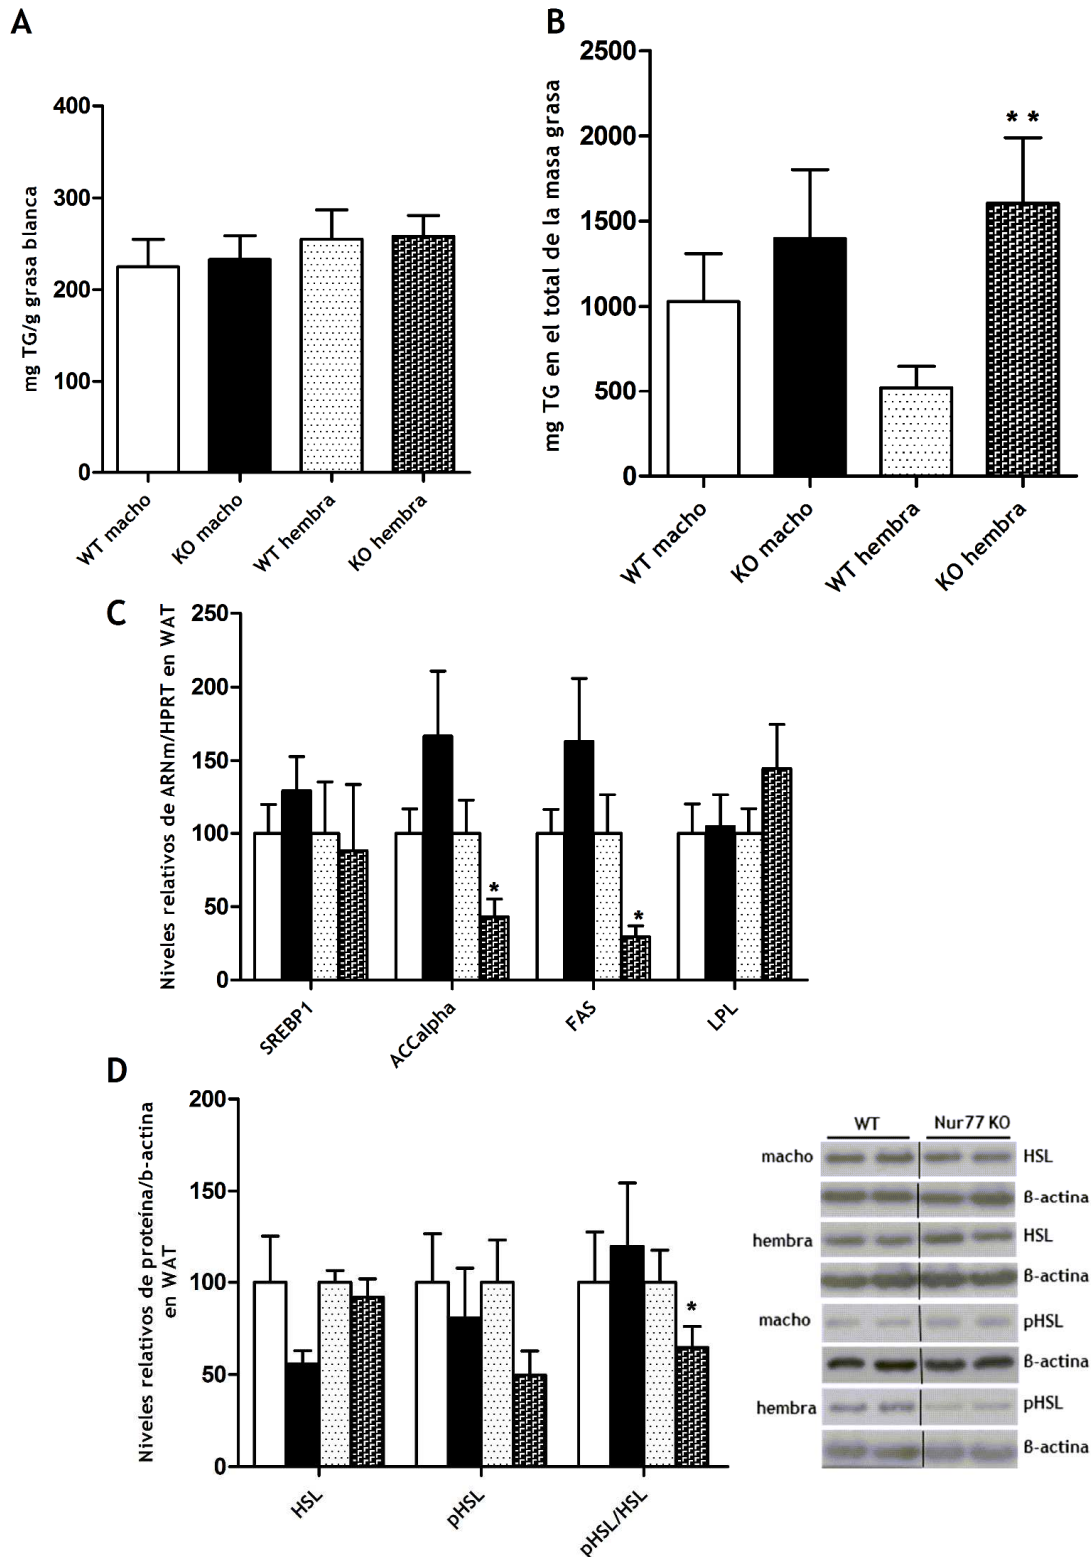 A
mg TG/g grasa blanca
400
300
200
100
0
WT macho
KO macho
WT hembra
KO hembra
B
mg TG en el total de la masa grasa
2500
2000
1500
1000
500
0
**
WT macho
KO macho
WT hembra
KO hembra
C
Niveles relativos de ARNm/HPRT en WAT
250
200
150
100
50
0
*
*
SREBP1
ACCalpha
FAS
LPL
D
Niveles relativos de proteína/b-actina
en WAT
200
150
100
50
0
*
HSL
pHSL
pHSL/HSL
WT Nur77 KO
macho HSL
ß-actina
hembra HSL
ß-actina
macho pHSL
ß-actina
hembra pHSL
ß-actina